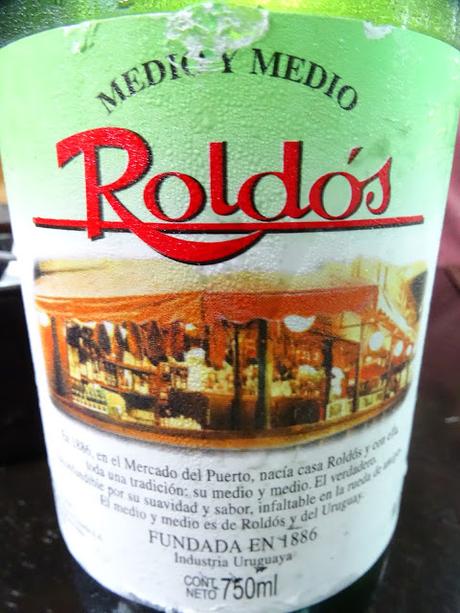 MEDIO Y MEDIO
Roldós
En 1886, en el Mercado del Puerto, nacía casa Roldós y con ella
toda una tradición: su medio y medio. El verdadero,
inconfundible por su suavidad y sabor, infaltable en la rueda de amigos
El medio y medio es de Roldós y del Uruguay.
FUNDADA EN 1886
Industria Uruguaya
CONT.
NETO 750ml